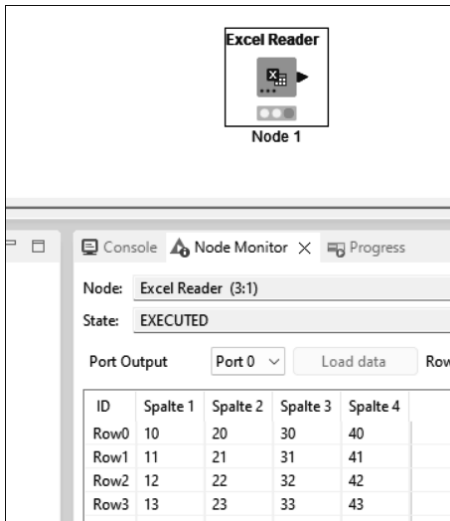 Excel Reader
X
Node 1
Console Node Monitor Progress
Node: Excel Reader (3:1)
State: EXECUTED
Port Output Port 0 Load data Row
ID Spalte 1 Spalte 2 Spalte 3 Spalte 4
Row0 10 20 30 40
Row1 11 21 31 41
Row2 12 22 32 42
Row3 13 23 33 43